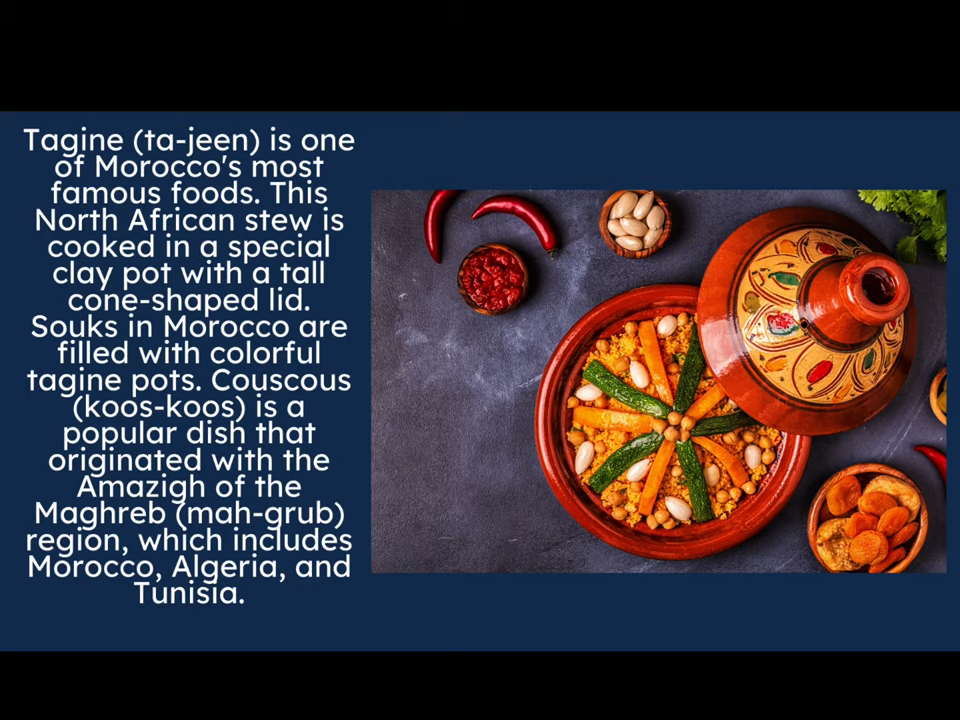 Tagine (ta-jeen) is one
of Morocco's most
famous foods. This
North African stew is
cooked in a special
clay pot with a tall
cone-shaped lid.
Souks in Morocco are
filled with colorful
tagine pots. Couscous
(koos-koos) is a
popular dish that
originated with the
Amazigh of the
Maghreb (mah-grub)
region, which includes
Morocco, Algeria, and
Tunisia.